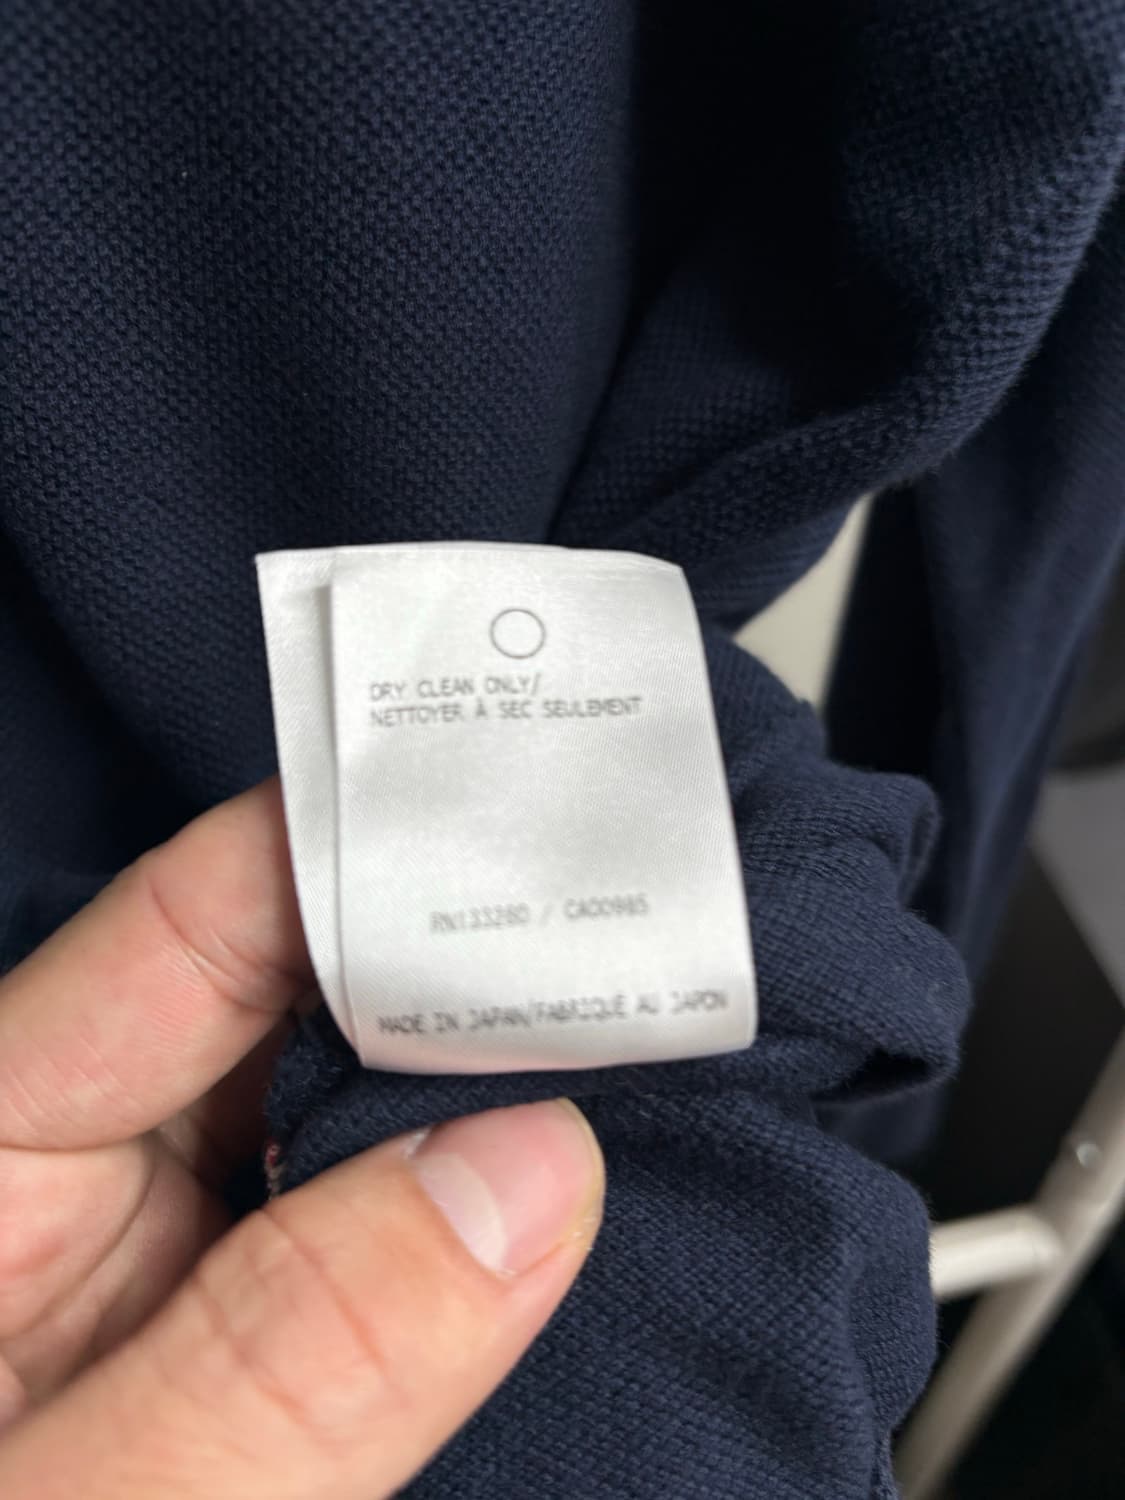 DRY CLEAN ONLY/
NETTOYER À SEC SEULEMENT
RN133280 / CA00985
MADE IN JAPAN/FABRIQUÉ AU JAPON